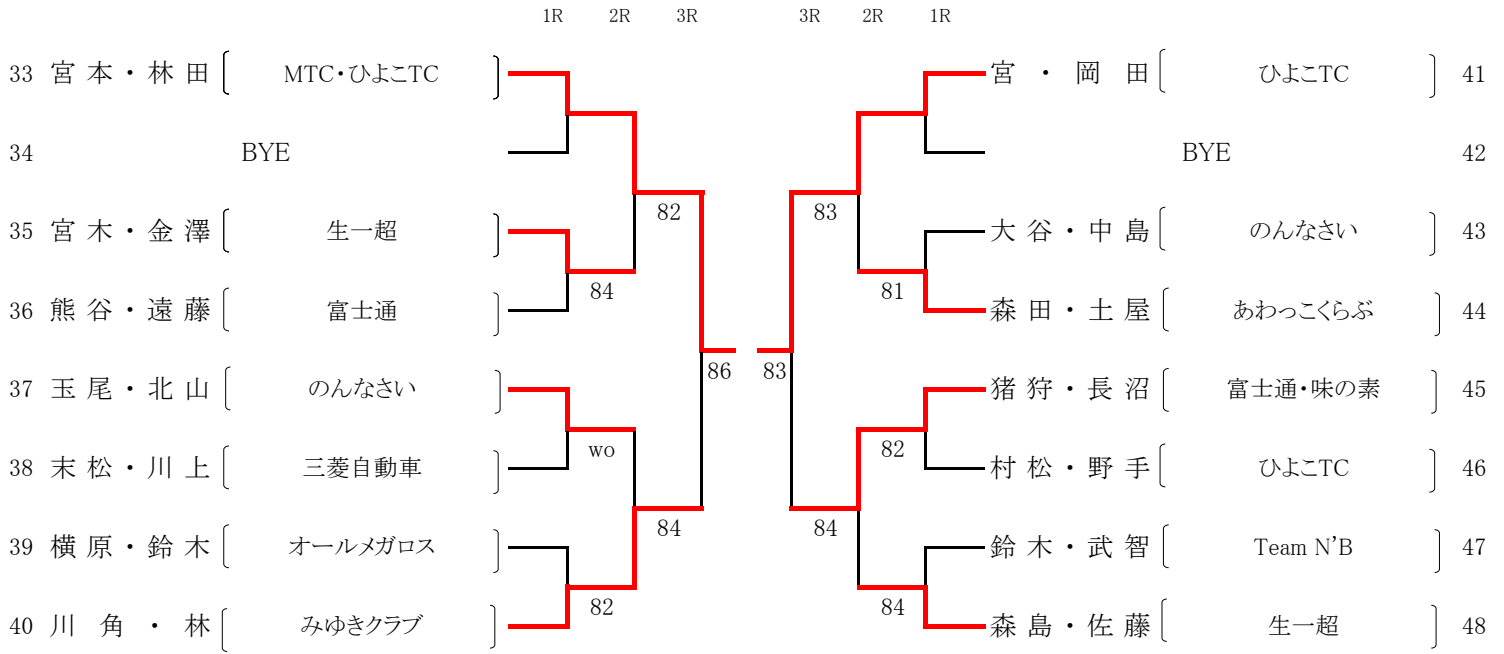 1R 2R 3R 3R 2R 1R
33 宮本・林田 MTC・ひよこTC 宮・岡田 ひよこTC 41
34 BYE BYE 42
82 83
35 宮木・金澤 生一超 大谷・中島 のんなさい 43
84 81
36 熊谷・遠藤 富士通 森田・土屋 あわっこくらぶ 44
86 83
37 玉尾・北山 のんなさい 猪狩・長沼 富士通・味の素 45
wo 82
38 末松・川上 三菱自動車 村松・野手 ひよこTC 46
84 84
39 横原・鈴木 オールメガロス 鈴木・武智 Team N'B 47
82 84
40 川角・林 みゆきクラブ 森島・佐藤 生一超 48